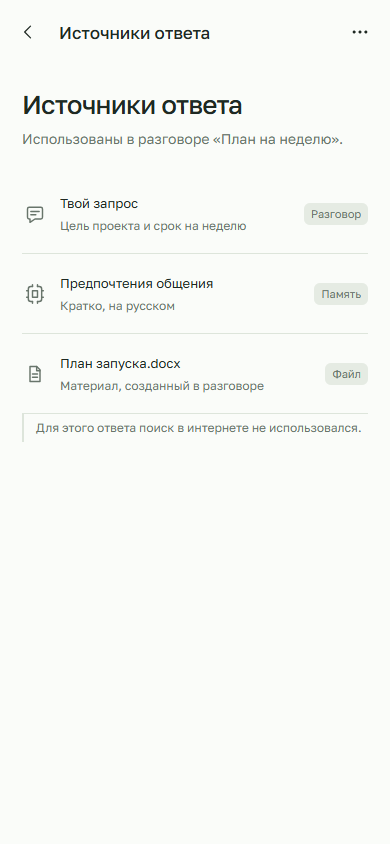 Источники ответа
Источники ответа
Использованы в разговоре «План на неделю».
Твой запрос
Цель проекта и срок на неделю
Разговор
Предпочтения общения
Кратко, на русском
Память
План запуска.docx
Материал, созданный в разговоре
Файл
Для этого ответа поиск в интернете не использовался.